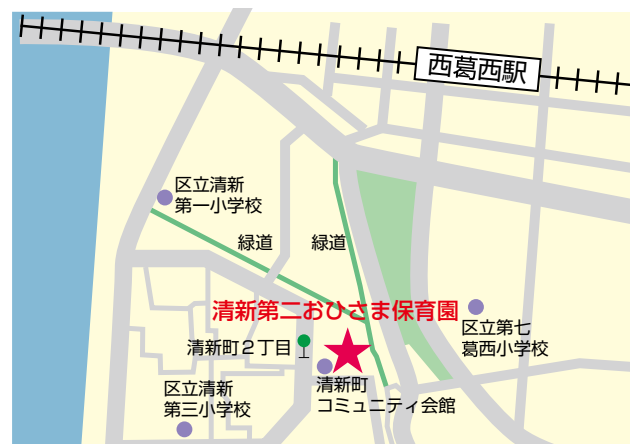 西葛西駅
区立清新
第一小学校
緑道
緑道
清新第二おひさま保育園
清新町2丁目
区立第七
葛西小学校
清新町
コミュニティ会館
区立清新
第三小学校